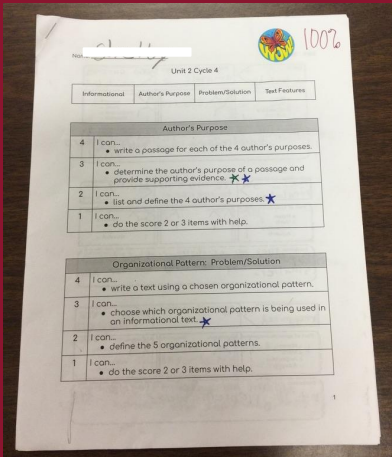 100%
WOW
Unit 2 Cycle 4
Informational Author's Purpose Problem/Solution Text Features
Author's Purpose
4 I can...
• write a passage for each of the 4 author's purposes.
3 I can...
• determine the author's purpose of a passage and
provide supporting evidence.
2 I can...
• list and define the 4 author's purposes.
1 I can...
• do the score 2 or 3 items with help.
Organizational Pattern: Problem/Solution
4 I can...
• write a text using a chosen organizational pattern.
3 I can...
• choose which organizational pattern is being used in
an informational text.
2 I can...
• define the 5 organizational patterns.
1 I can...
• do the score 2 or 3 items with help.
1